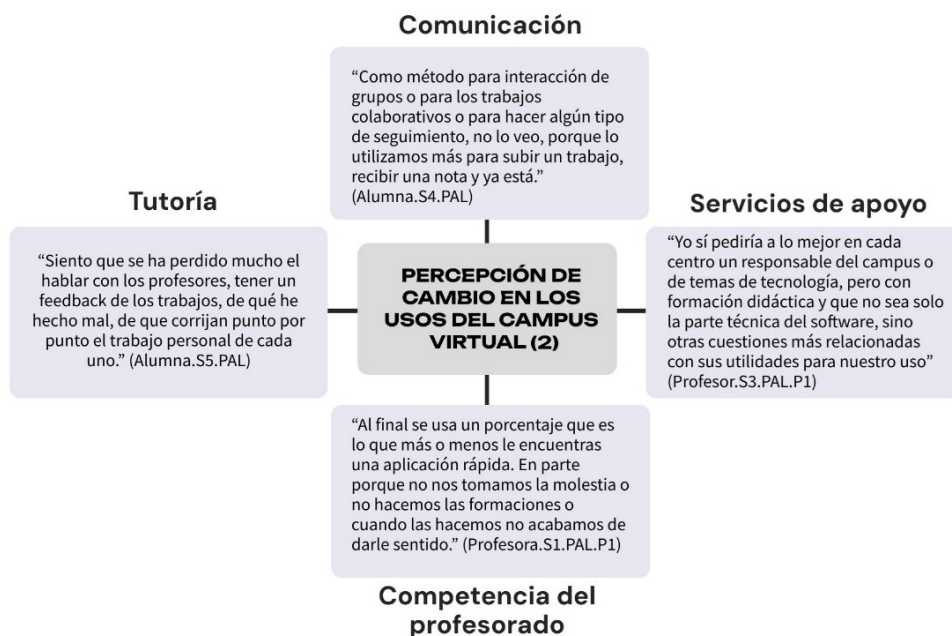 Comunicación
“Como método para interacción de
grupos o para los trabajos
colaborativos o para hacer algún tipo
de seguimiento, no lo veo, porque lo
utilizamos más para subir un trabajo,
recibir una nota y ya está.”
(Alumna.S4.PAL)
Tutoría
“Siento que se ha perdido mucho el
hablar con los profesores, tener un
feedback de los trabajos, de qué he
hecho mal, de que corrijan punto por
punto el trabajo personal de cada
uno.” (Alumna.S5.PAL)
PERCEPCIÓN DE
CAMBIO EN LOS
USOS DEL CAMPUS
VIRTUAL (2)
Servicios de apoyo
“Yo sí pediría a lo mejor en cada
centro un responsable del campus o
de temas de tecnología, pero con
formación didáctica y que no sea solo
la parte técnica del software, sino
otras cuestiones más relacionadas
con sus utilidades para nuestro uso”
(Profesor.S3.PAL.P1)
“Al final se usa un porcentaje que es
lo que más o menos le encuentras
una aplicación rápida. En parte
porque no nos tomamos la molestia o
no hacemos las formaciones o
cuando las hacemos no acabamos de
darle sentido.” (Profesora.S1.PAL.P1)
Competencia del
profesorado